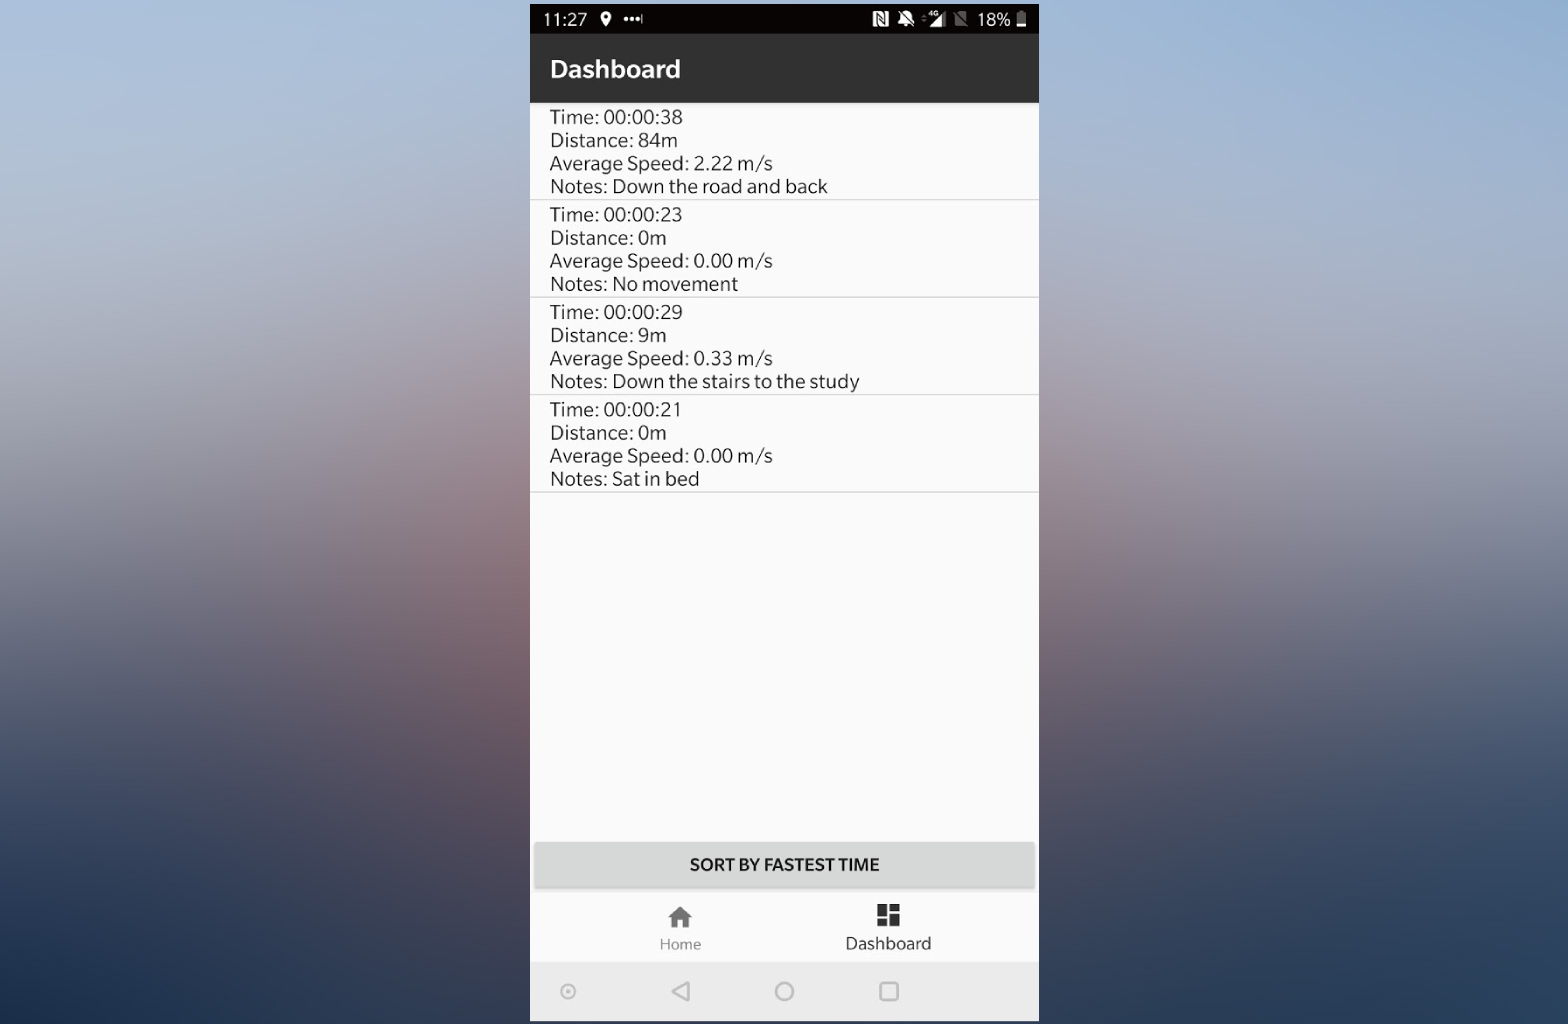 11:27
4G
18%
Dashboard
Time: 00:00:38
Distance: 84m
Average Speed: 2.22 m/s
Notes: Down the road and back
Time: 00:00:23
Distance: 0m
Average Speed: 0.00 m/s
Notes: No movement
Time: 00:00:29
Distance: 9m
Average Speed: 0.33 m/s
Notes: Down the stairs to the study
Time: 00:00:21
Distance: 0m
Average Speed: 0.00 m/s
Notes: Sat in bed
SORT BY FASTEST TIME
Home
Dashboard